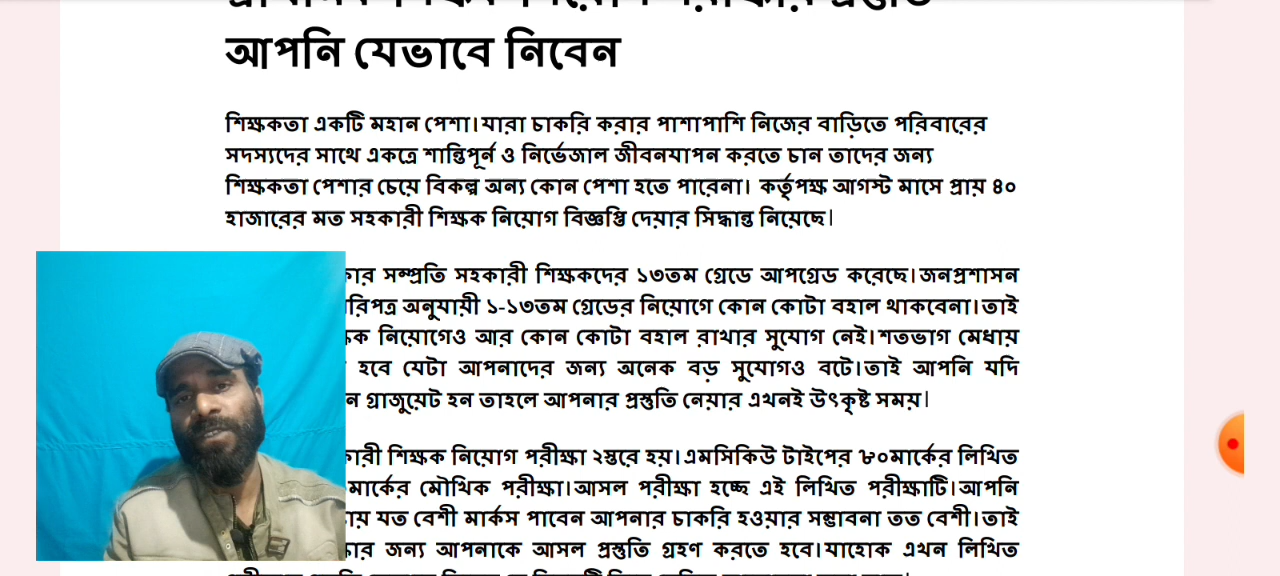 আপনি যেভাবে নিবেন
শিক্ষকতা একটি মহান পেশা।যারা চাকরি করার পাশাপাশি নিজের বাড়িতে পরিবারের
সদস্যদের সাথে একত্রে শান্তিপূর্ন ও নির্ভেজাল জীবনযাপন করতে চান তাদের জন্য
শিক্ষকতা পেশার চেয়ে বিকল্প অন্য কোন পেশা হতে পারেনা। কর্তৃপক্ষ আগস্ট মাসে প্রায় ৪০
হাজারের মত সহকারী শিক্ষক নিয়োগ বিজ্ঞপ্তি দেয়ার সিদ্ধান্ত নিয়েছে।
সম্প্রতি সহকারী শিক্ষকদের ১৩তম গ্রেডে আপগ্রেড করেছে।জনপ্রশাসন
অনুযায়ী ১-১৩তম গ্রেডের নিয়োগে কোন কোটা বহাল থাকবেনা।তাই
নিয়োগেও আর কোন কোটা বহাল রাখার সুযোগ নেই।শতভাগ মেধায়
হবে যেটা আপনাদের জন্য অনেক বড় সুযোগও বটে।তাই আপনি যদি
গ্রাজুয়েট হন তাহলে আপনার প্রস্তুতি নেয়ার এখনই উৎকৃষ্ট সময়।
শিক্ষক নিয়োগ পরীক্ষা ২স্তরে হয়।এমসিকিউ টাইপের ৮০মার্কের লিখিত
মার্কের মৌখিক পরীক্ষা।আসল পরীক্ষা হচ্ছে এই লিখিত পরীক্ষাটি।আপনি
যত বেশী মার্কস পাবেন আপনার চাকরি হওয়ার সম্ভাবনা তত বেশী।তাই
জন্য আপনাকে আসল প্রস্তুতি গ্রহণ করতে হবে।যাহোক এখন লিখিত